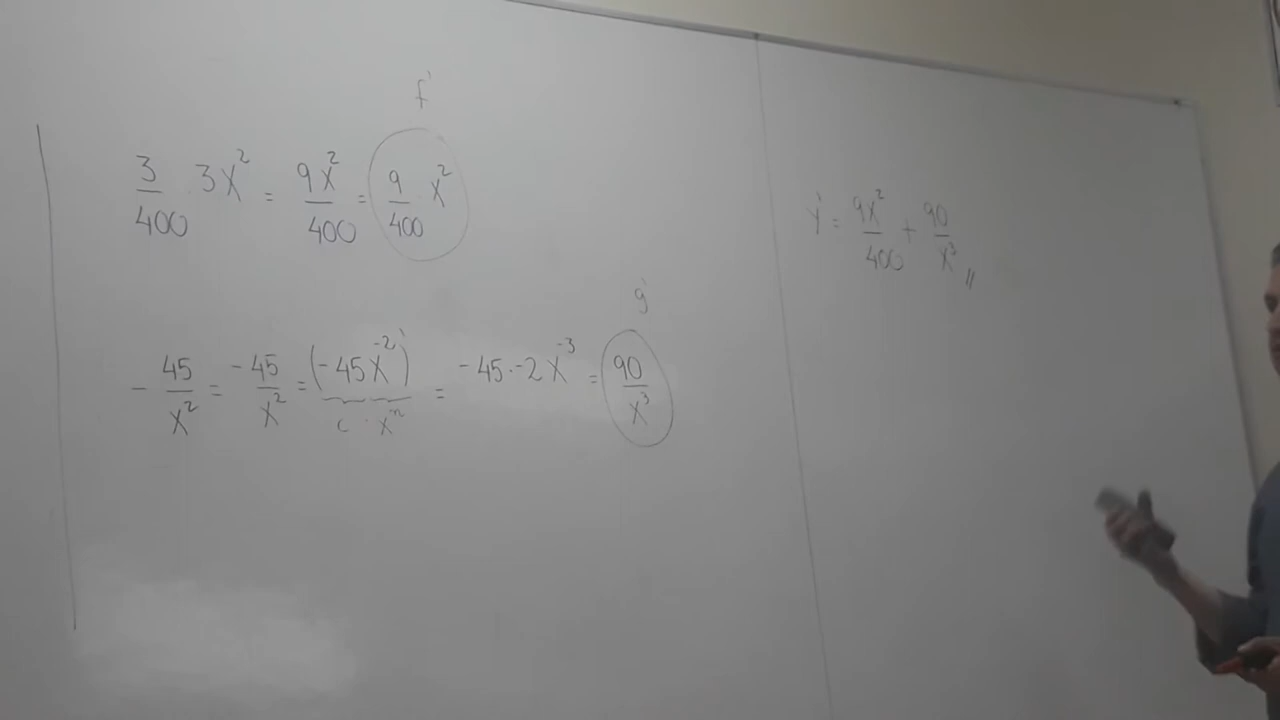 f'
3/400 · 3x² = 9x²/400 = 9/400 · x²
y' = 9x²/400 + 90/x³ //
g'
- 45/x² = -45/x² = (-45x⁻²)' = -45 · -2x⁻³ = 90/x³
c · xⁿ